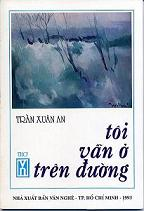 TRẦN XUÂN AN
tôi
vẫn ở
trên đường
THƠ
NHÀ XUẤT BẢN VĂN NGHỆ - TP. HỒ CHÍ MINH - 1993